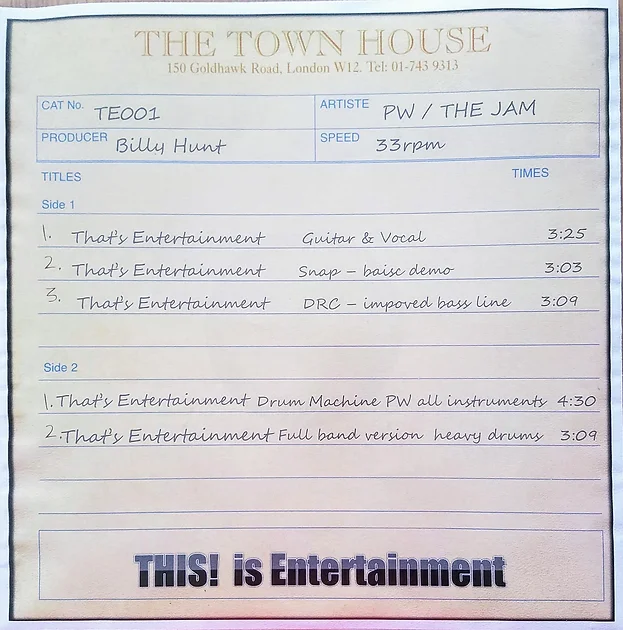 THE TOWN HOUSE
150 Goldhawk Road, London W12. Tel: 01-743 9313
CAT No. TE001 ARTISTE PW / THE JAM
PRODUCER Billy Hunt SPEED 33rpm
TITLES TIMES
Side 1
1. That's Entertainment Guitar & Vocal 3:25
2. That's Entertainment Snap – baisc demo 3:03
3. That's Entertainment DRC – impoved bass line 3:09
Side 2
1. That's Entertainment Drum Machine PW all instruments 4:30
2. That's Entertainment Full band version heavy drums 3:09
THIS! is Entertainment